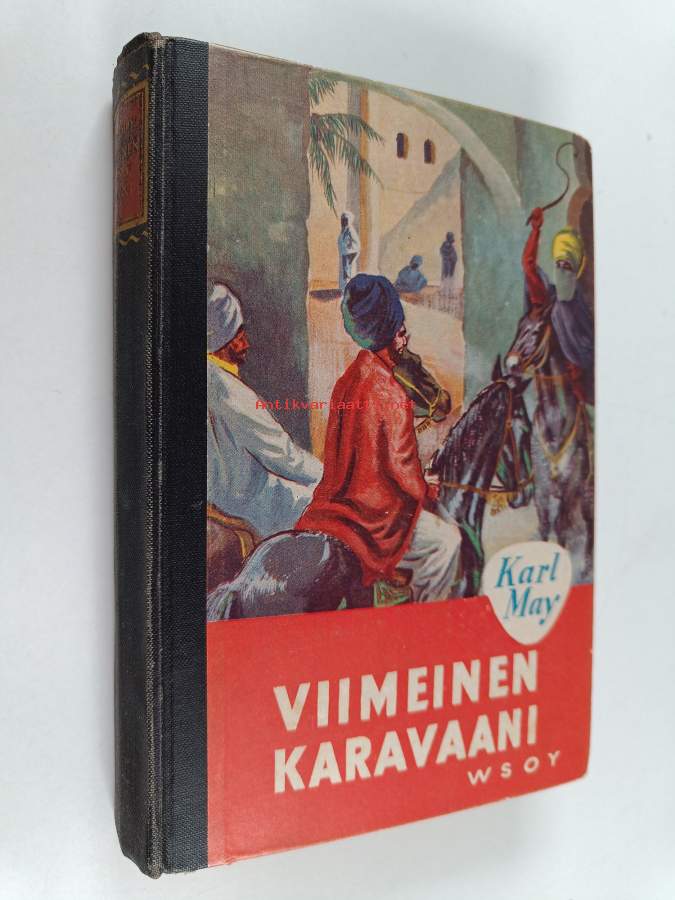 Antikvariaatti.net
Karl
May
VIIMEINEN
KARAVAANI
WSOY